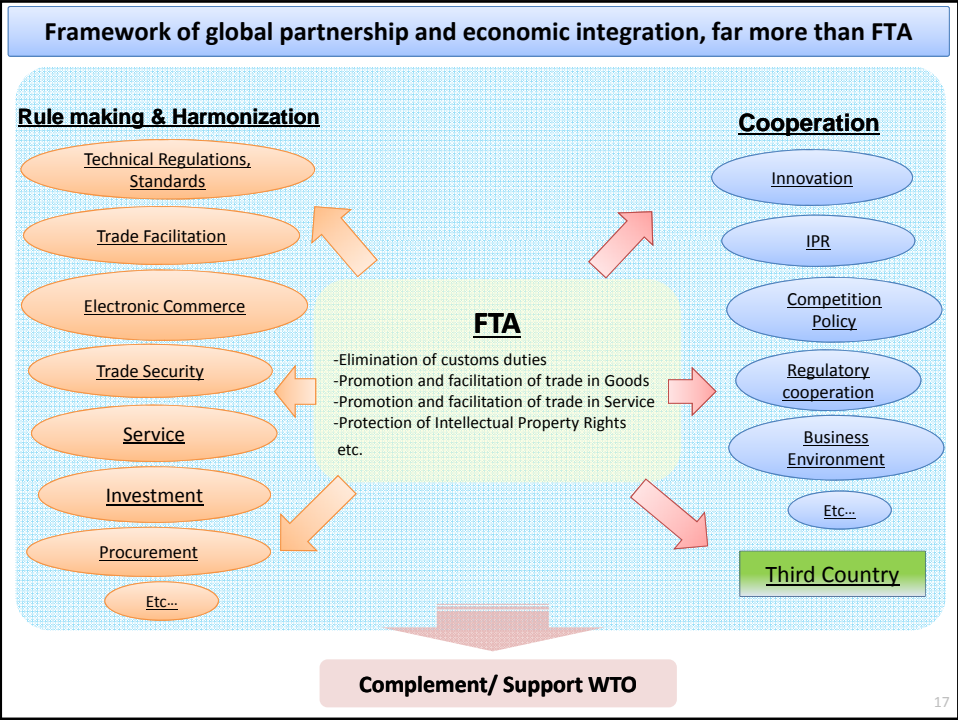 Framework of global partnership and economic integration, far more than FTA
Rule making & Harmonization
Technical Regulations,
Standards
Trade Facilitation
Electronic Commerce
Trade Security
Service
Investment
Procurement
Etc…
FTA
-Elimination of customs duties
-Promotion and facilitation of trade in Goods
-Promotion and facilitation of trade in Service
-Protection of Intellectual Property Rights
etc.
Cooperation
Innovation
IPR
Competition
Policy
Regulatory
cooperation
Business
Environment
Etc…
Third Country
Complement/ Support WTO
17